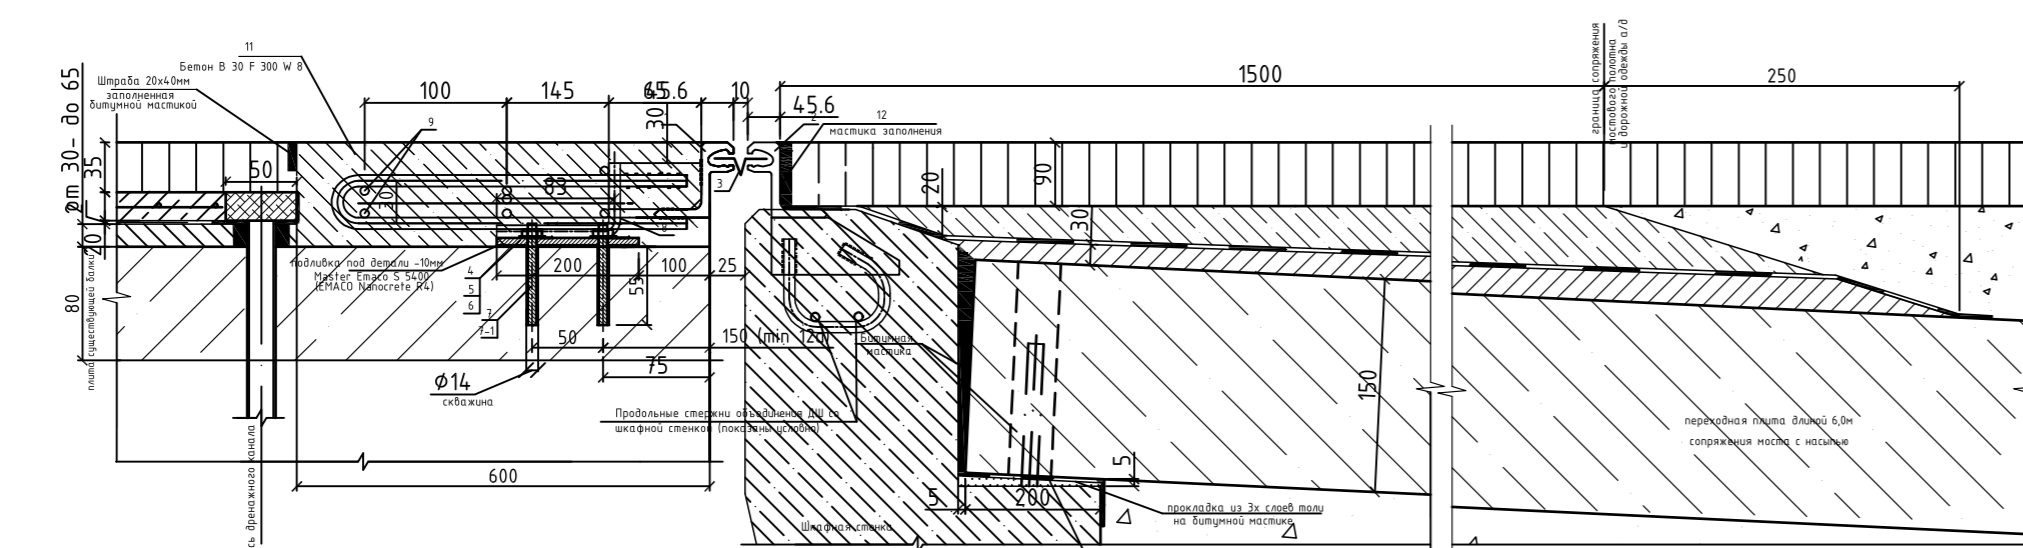 11
Бетон В 30 F 300 W 8
Штраба 20х40мм
заполненная
битумной мастикой
100
145
45.6
10
45.6
1500
250
граница сопряжения
мостового полотна
и дорожной одежды а/д
9
2
12
мастика заполнения
30
от 30- до 65
35
50
83
30
3
8
20
90
30
20
80
плита существующей балки
подливка под детали -10мм
Master Emaco S 5400
(EMACO Nanocrete R4)
4
5
6
7
7-1
200
100
25
55
50
150 (min 120)
75
ϕ14
скважина
Битумная
мастика
150
Продольные стержни объединения ДШ со
шкафной стенкой (показаны условно)
переходная плита длиной 6,0м
сопряжения моста с насыпью
600
ось дренажного канала
5
5
200
прокладка из 3х слоев толи
на битумной мастике
Шкафная стенка